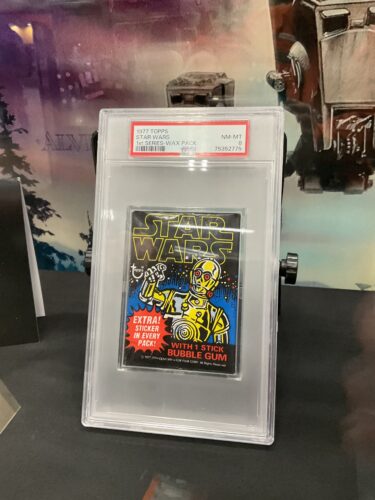 1977 TOPPS
STAR WARS NM-MT
1st SERIES-WAX PACK 8
75392776
STAR
WARS
EXTRA!
STICKER
IN EVERY
PACK!
WITH 1 STICK
BUBBLE GUM